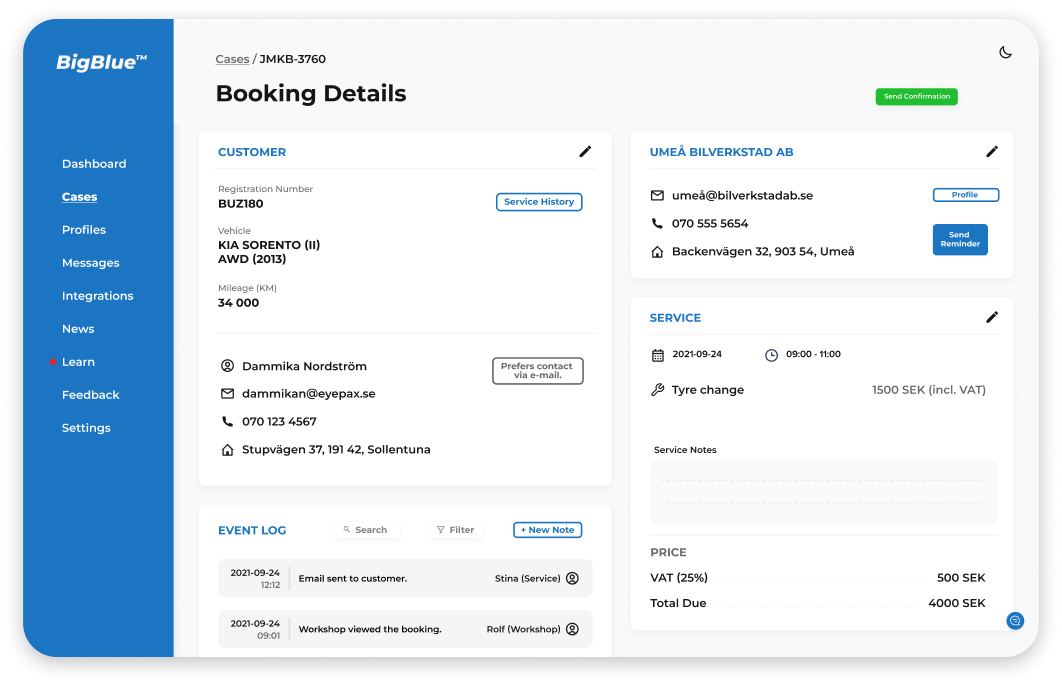 BigBlue™
Dashboard
Cases
Profiles
Messages
Integrations
News
Learn
Feedback
Settings
Cases / JMKB-3760
Booking Details
Send Confirmation
CUSTOMER
Registration Number
BUZ180
Service History
Vehicle
KIA SORENTO (II)
AWD (2013)
Mileage (KM)
34 000
Dammika Nordström
Prefers contact
via e-mail.
dammikan@eyepax.se
070 123 4567
Stupvägen 37, 191 42, Sollentuna
EVENT LOG
Search
Filter
+ New Note
2021-09-24
12:12
Email sent to customer.
Stina (Service)
2021-09-24
09:01
Workshop viewed the booking.
Rolf (Workshop)
UMEÅ BILVERKSTAD AB
umeå@bilverkstadab.se
Profile
070 555 5654
Send
Reminder
Backenvägen 32, 903 54, Umeå
SERVICE
2021-09-24
09:00 - 11:00
Tyre change
1500 SEK (incl. VAT)
Service Notes
PRICE
VAT (25%)
500 SEK
Total Due
4000 SEK